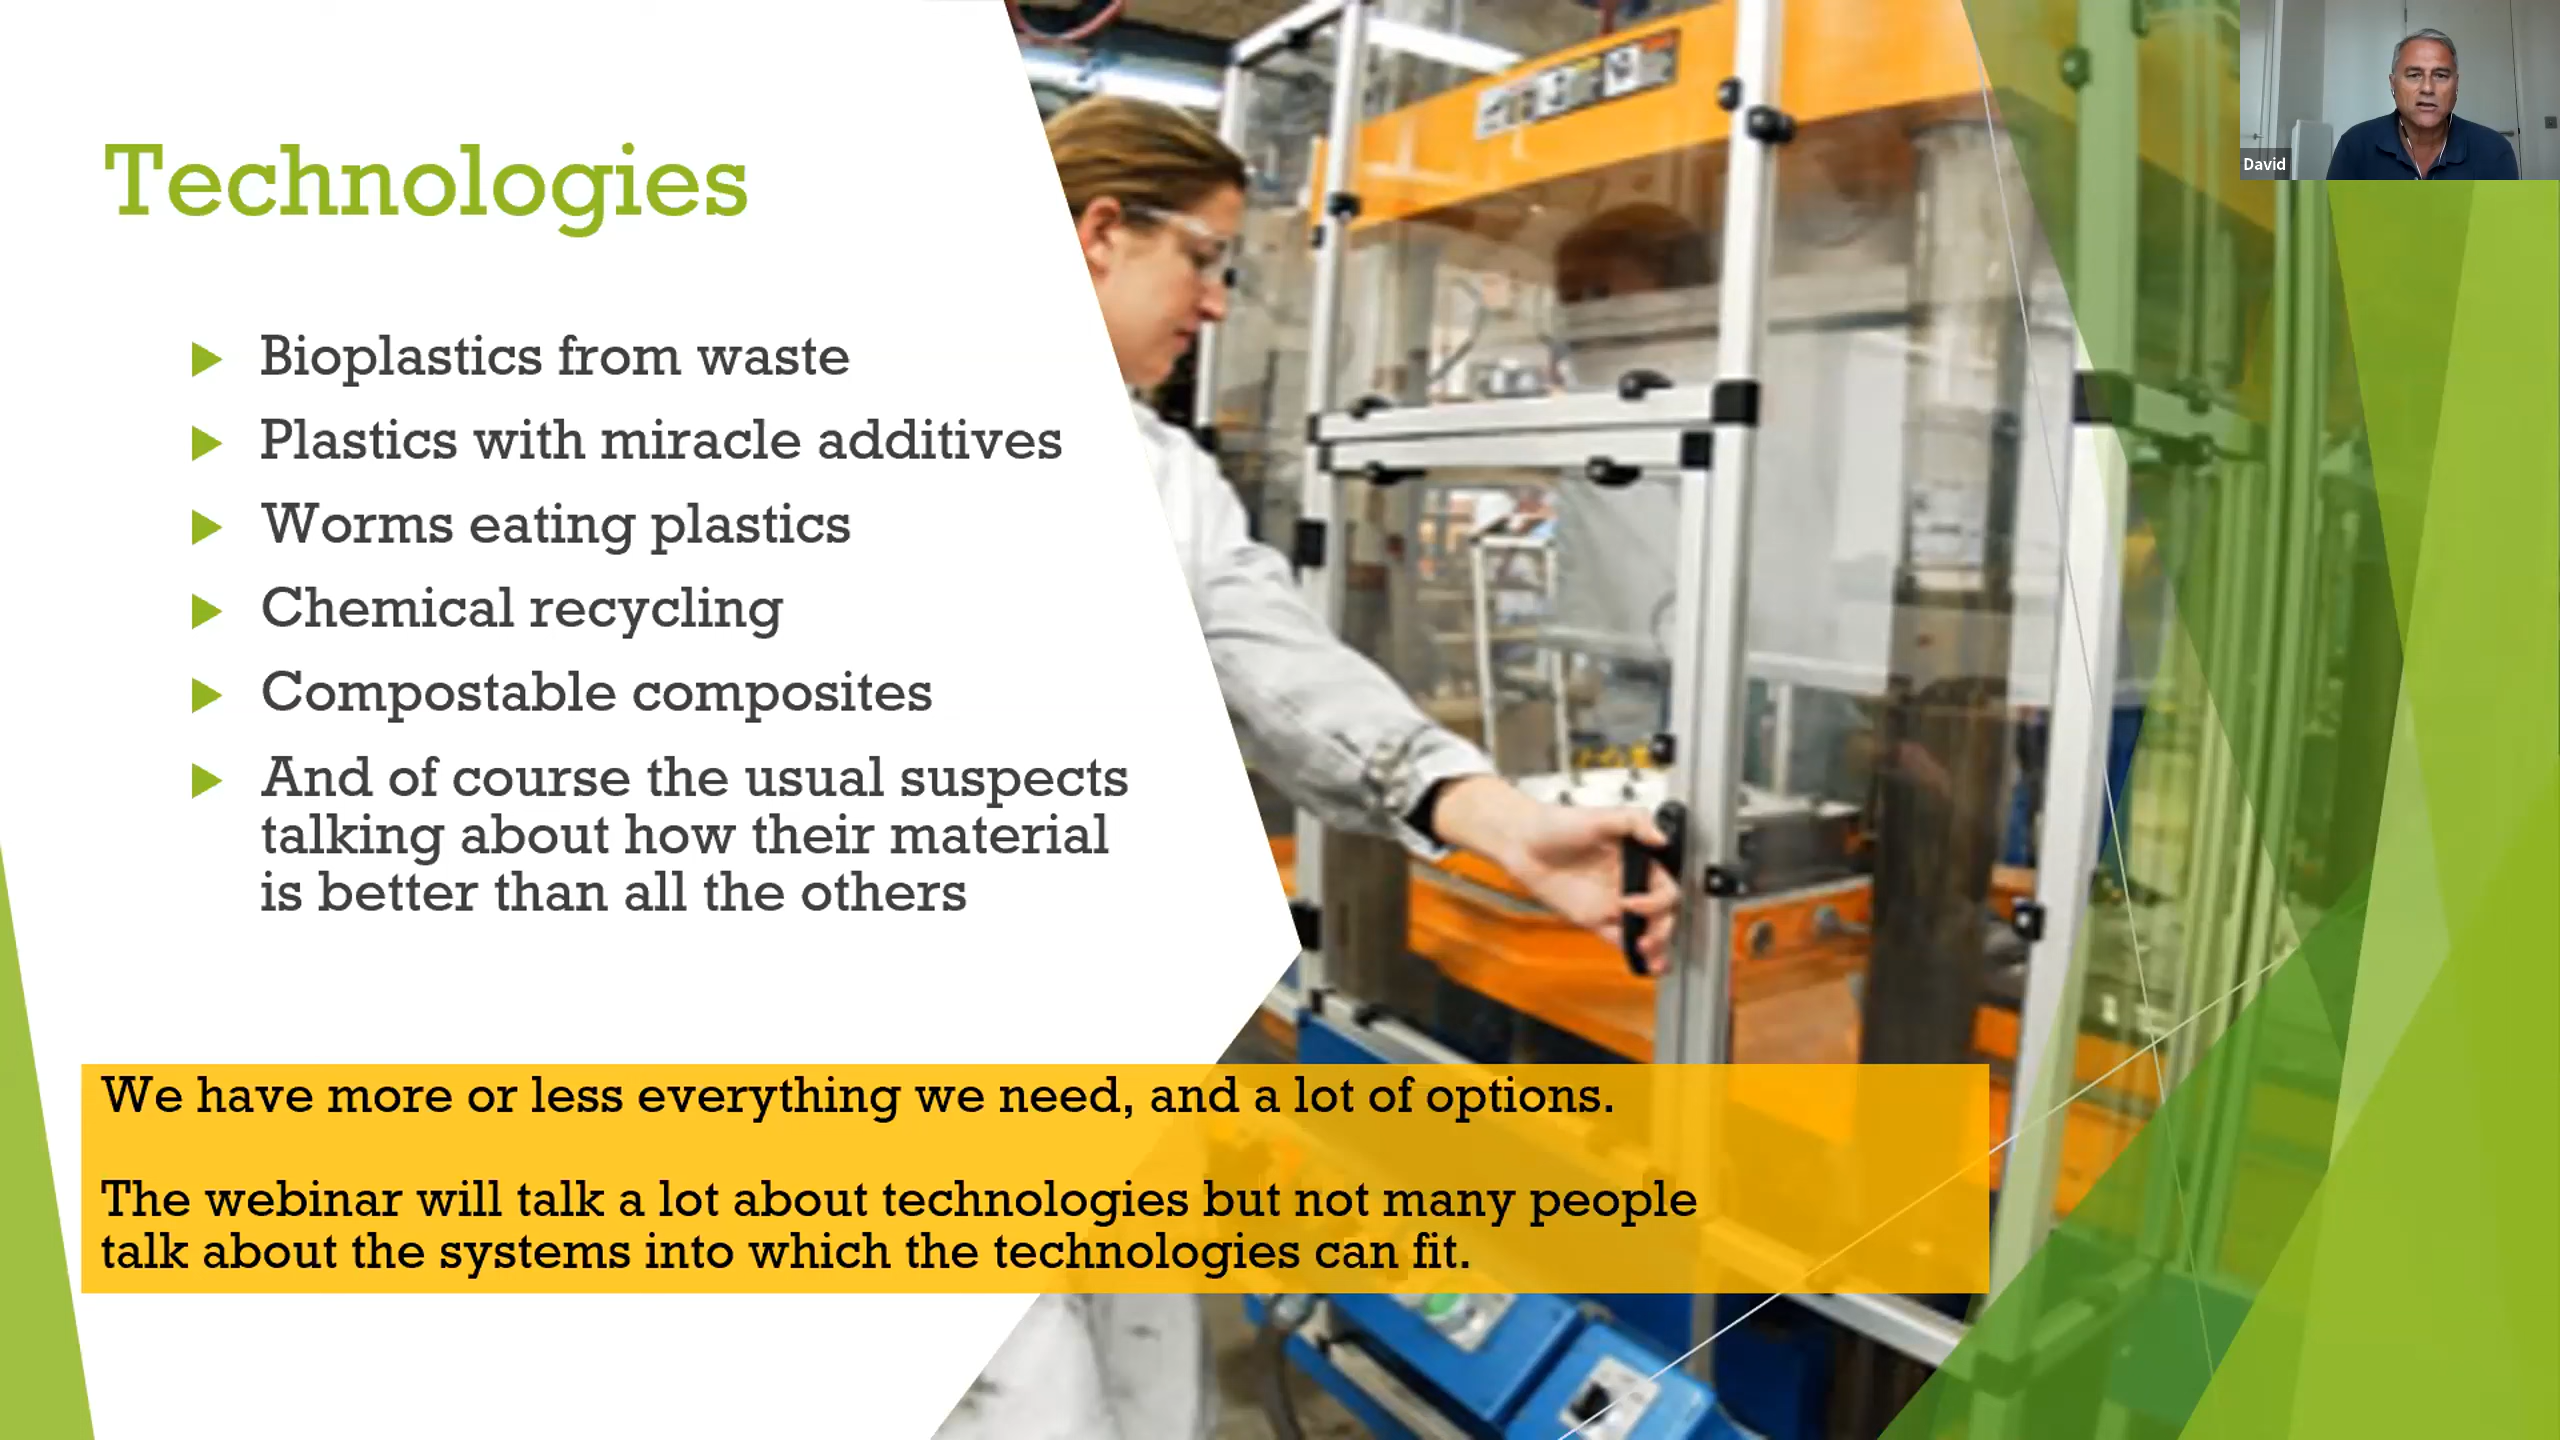 Technologies
David
Bioplastics from waste
Plastics with miracle additives
Worms eating plastics
Chemical recycling
Compostable composites
And of course the usual suspects
talking about how their material
is better than all the others
We have more or less everything we need, and a lot of options.
The webinar will talk a lot about technologies but not many people
talk about the systems into which the technologies can fit.